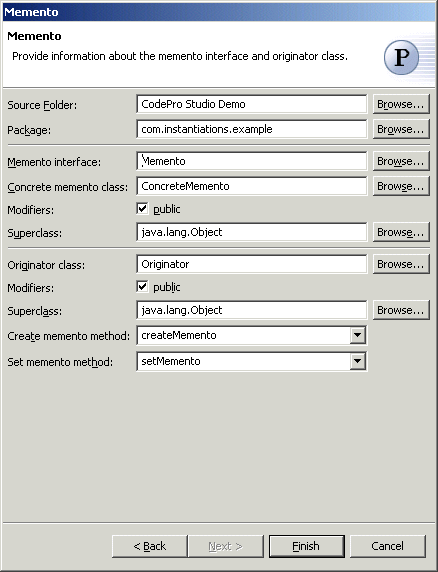 Memento
Memento
Provide information about the memento interface and originator class.
P
Source Folder: CodePro Studio Demo Browse...
Package: com.instantiations.example Browse...
Memento interface: Memento Browse...
Concrete memento class: ConcreteMemento Browse...
Modifiers: public
Superclass: java.lang.Object Browse...
Originator class: Originator Browse...
Modifiers: public
Superclass: java.lang.Object Browse...
Create memento method: createMemento
Set memento method: setMemento
< Back Next > Finish Cancel